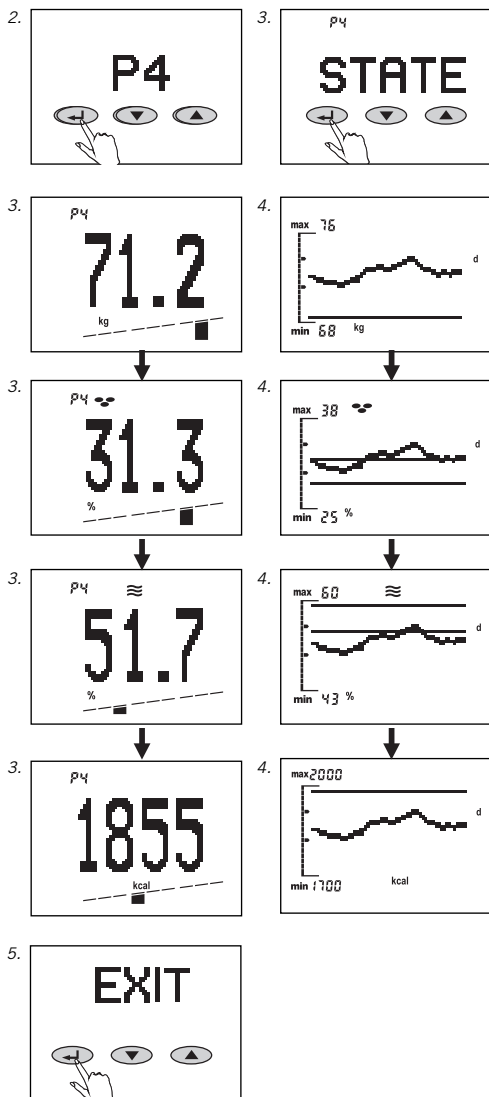 2.
P4
3.
P4
STATE
3.
P4
71.2
kg
4.
max 76
d
min 68 kg
3.
P4
31.3
%
4.
max 38
d
min 25 %
3.
P4
51.7
%
4.
max 60
d
min 43 %
3.
P4
1855
kcal
4.
max 2000
d
min 1700 kcal
5.
EXIT